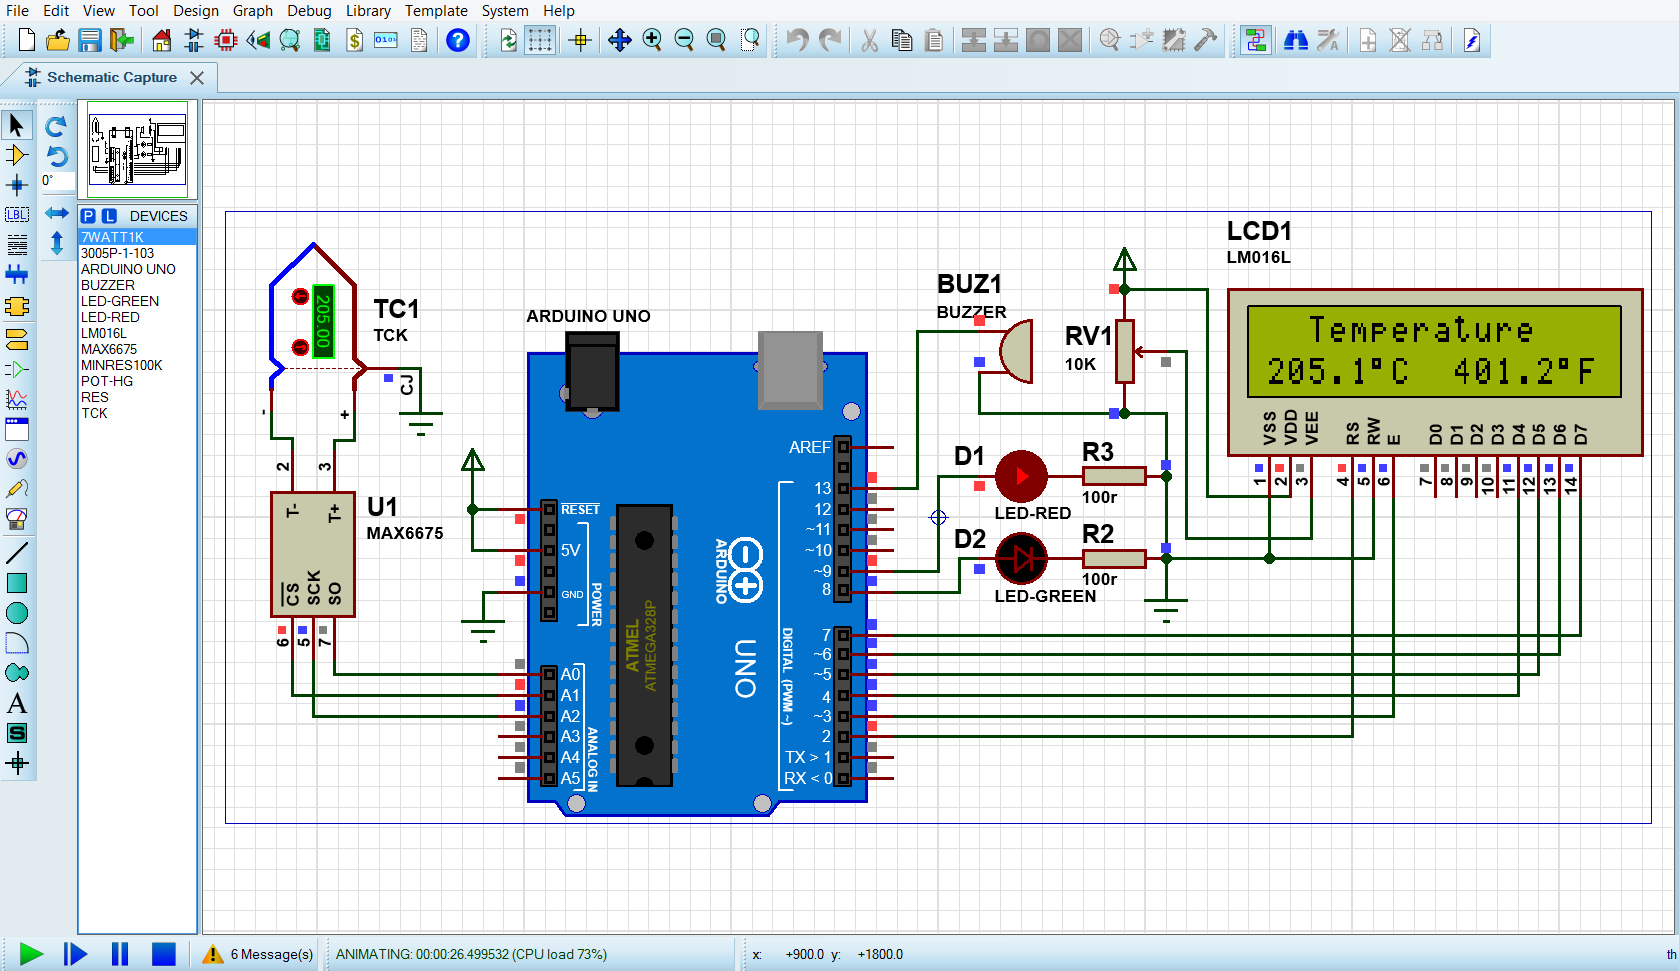 File Edit View Tool Design Graph Debug Library Template System Help
Schematic Capture
0°
P L DEVICES
7WATT1K
3005P-1-103
ARDUINO UNO
BUZZER
LED-GREEN
LED-RED
LM016L
MAX6675
MINRES100K
POT-HG
RES
TCK
LBL
A
S
205.00
TC1
TCK
CJ
- +
2 3
T- T+
U1
MAX6675
CS SCK SO
6 5 7
ARDUINO UNO
RESET
5V
GND
POWER
A0
A1
A2
A3
A4
A5
ANALOG IN
ATMEL
ATMEGA328P
ARDUINO
UNO
AREF
13
12
~11
~10
~9
8
7
~6
~5
4
~3
2
TX > 1
RX < 0
DIGITAL (PWM ~)
BUZ1
BUZZER
RV1
10K
D1
LED-RED
R3
100r
D2
LED-GREEN
R2
100r
LCD1
LM016L
Temperature
205.1°C 401.2°F
VSS VDD VEE RS RW E D0 D1 D2 D3 D4 D5 D6 D7
1 2 3 4 5 6 7 8 9 10 11 12 13 14
6 Message(s) ANIMATING: 00:00:26.499532 (CPU load 73%) x: +900.0 y: +1800.0 th